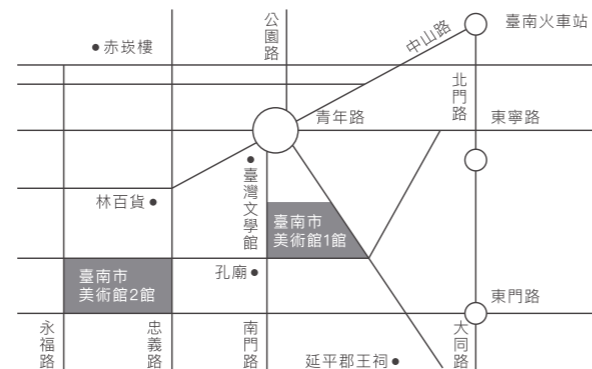 公園路
中山路
臺南火車站
赤崁樓
北門路
青年路
東寧路
臺灣文學館
林百貨
臺南市
美術館1館
孔廟
臺南市
美術館2館
東門路
永福路
忠義路
南門路
延平郡王祠
大同路